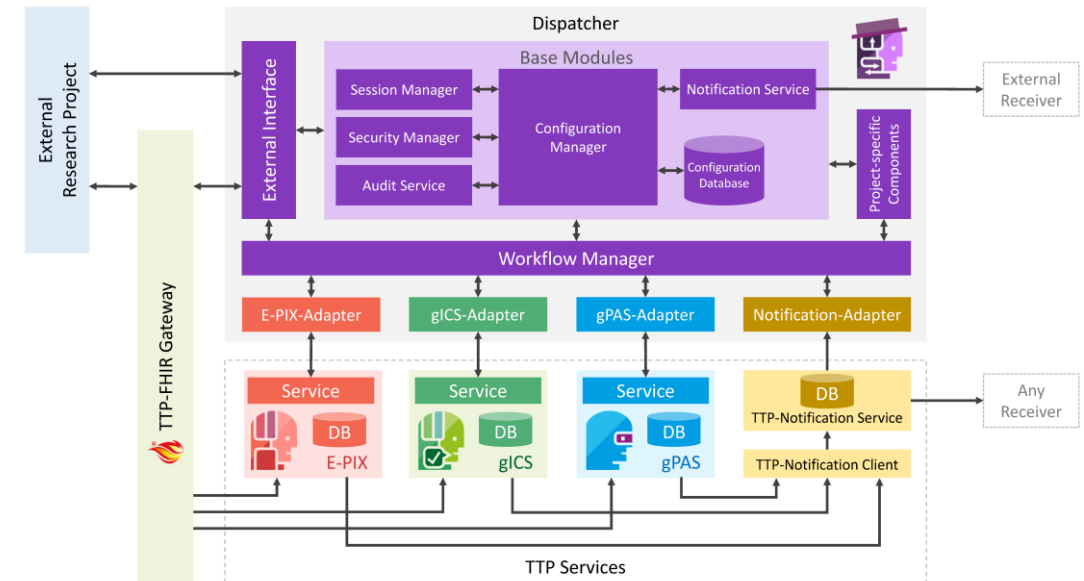 Dispatcher
External
Research Project
External Interface
Base Modules
Session Manager
Security Manager
Audit Service
Configuration
Manager
Notification Service
Configuration
Database
Project-specific
Components
External
Receiver
Workflow Manager
E-PIX-Adapter
gICS-Adapter
gPAS-Adapter
Notification-Adapter
TTP-FHIR Gateway
Service
DB
E-PIX
Service
DB
gICS
Service
DB
gPAS
DB
TTP-Notification Service
TTP-Notification Client
Any
Receiver
TTP Services